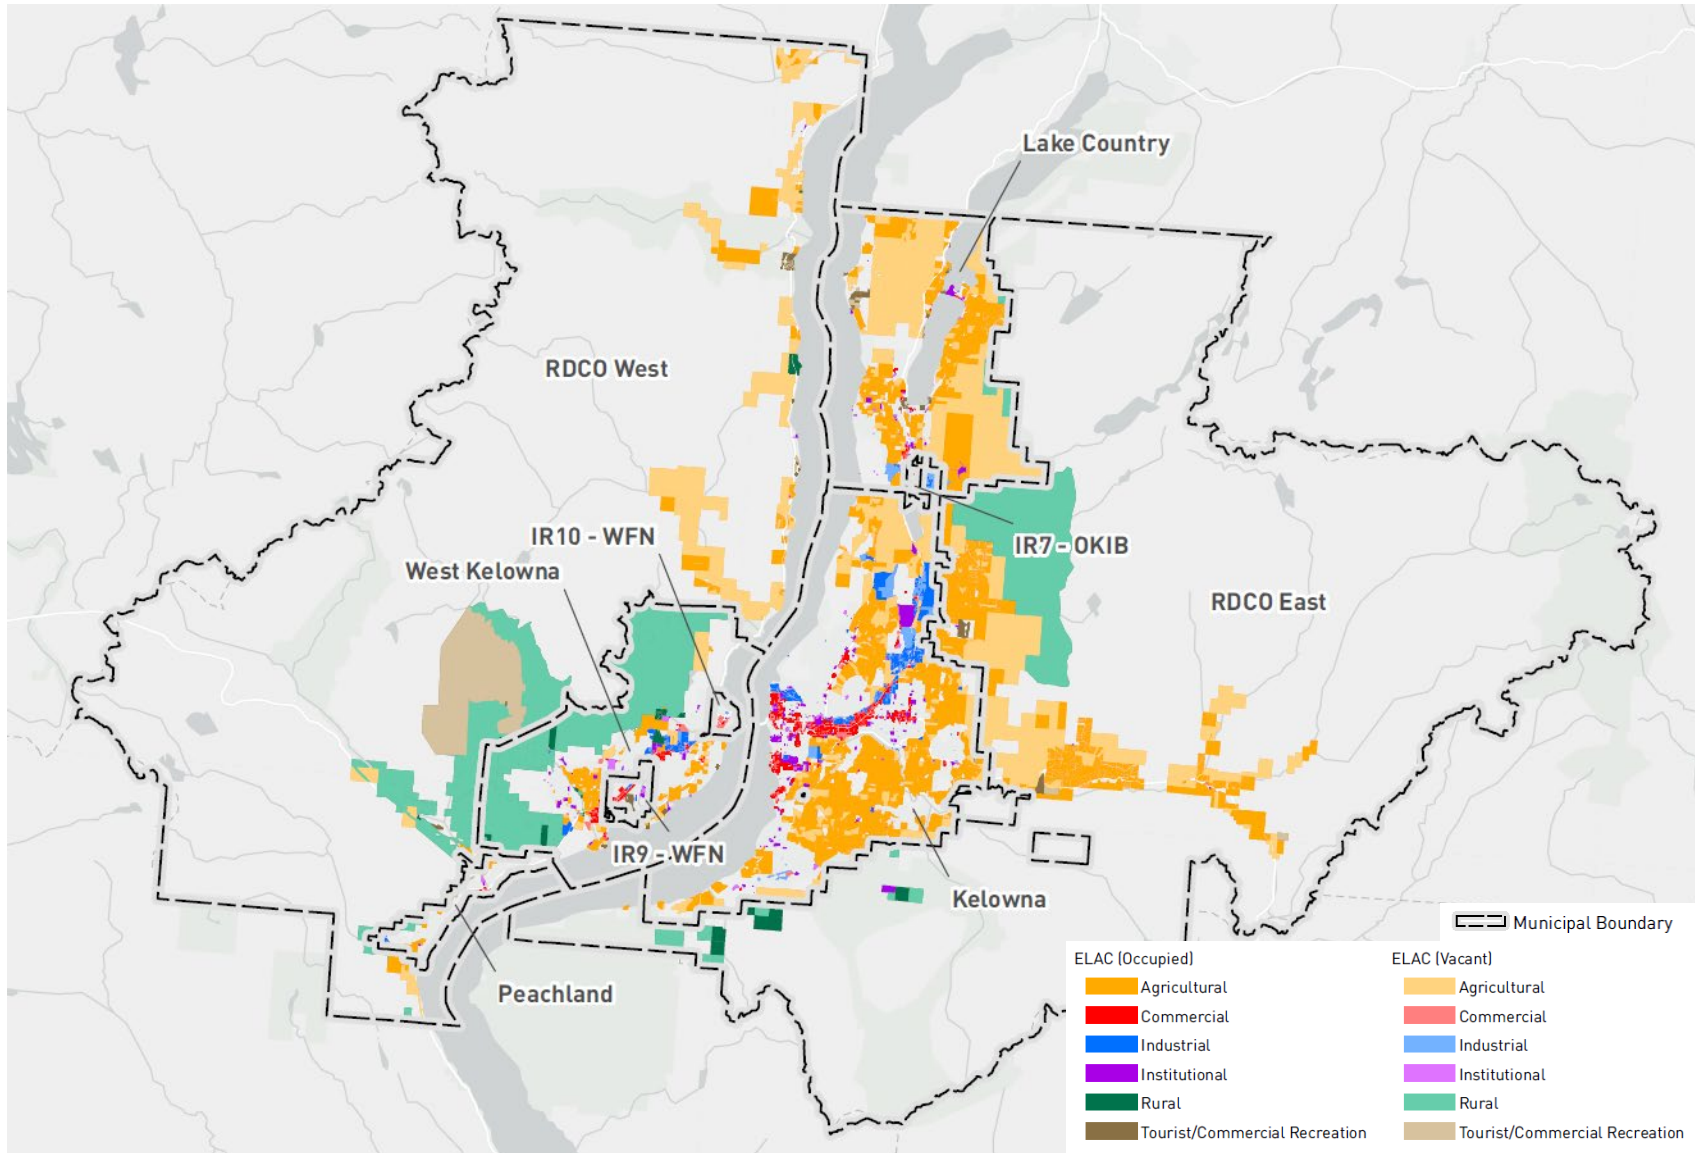 Lake Country
RDCO West
IR10 - WFN
IR7 - OKIB
West Kelowna
RDCO East
IR9 - WFN
Kelowna
Peachland
Municipal Boundary
ELAC (Occupied)
Agricultural
Commercial
Industrial
Institutional
Rural
Tourist/Commercial Recreation
ELAC (Vacant)
Agricultural
Commercial
Industrial
Institutional
Rural
Tourist/Commercial Recreation